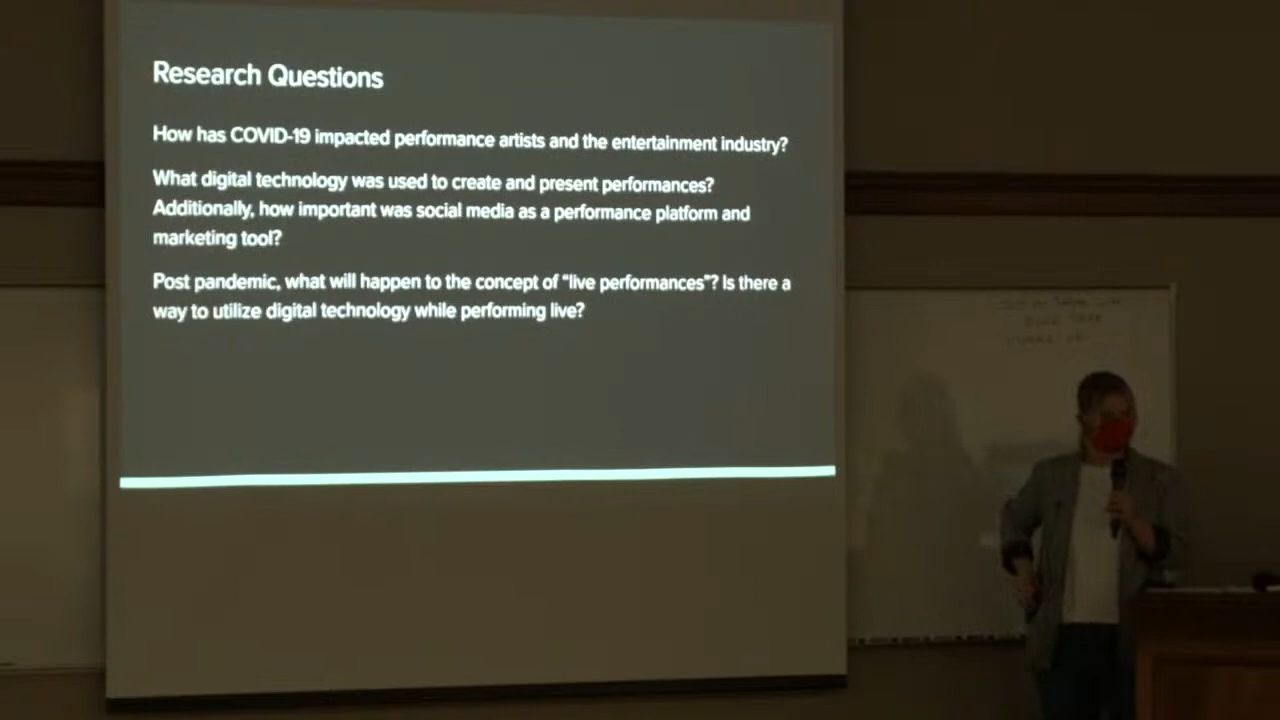 Research Questions
How has COVID-19 impacted performance artists and the entertainment industry?
What digital technology was used to create and present performances?
Additionally, how important was social media as a performance platform and
marketing tool?
Post pandemic, what will happen to the concept of “live performances”? Is there a
way to utilize digital technology while performing live?